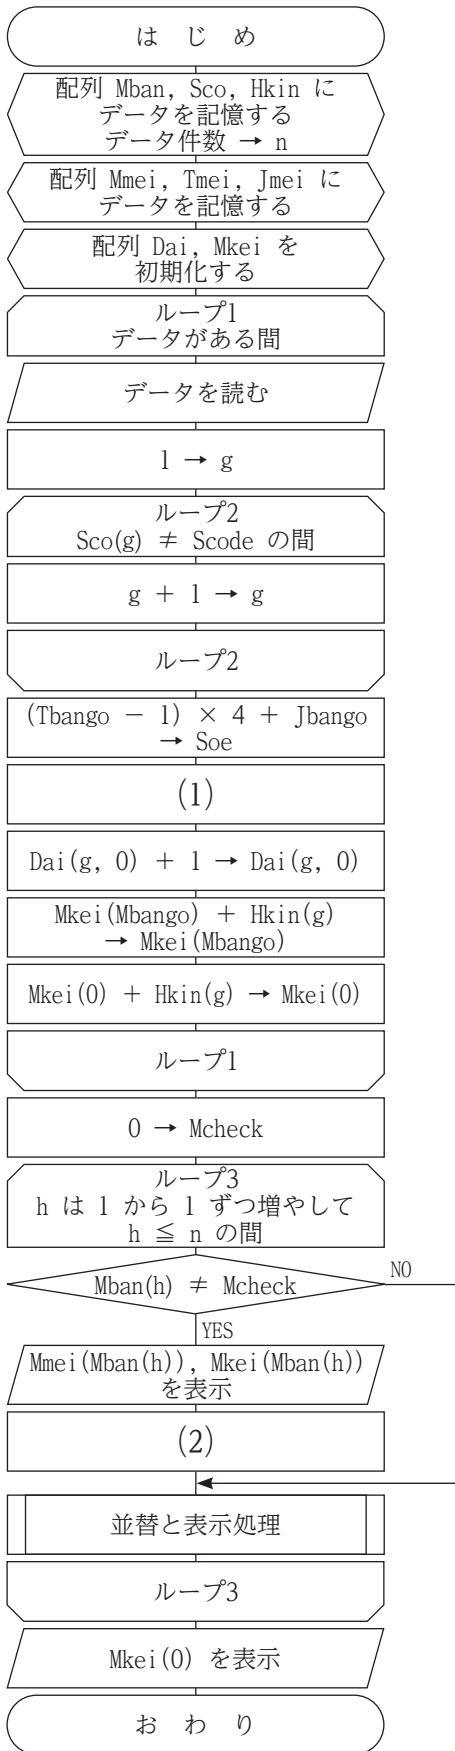 は じ め
配列 Mban, Sco, Hkin に
データを記憶する
データ件数 → n
配列 Mmei, Tmei, Jmei に
データを記憶する
配列 Dai, Mkei を
初期化する
ループ1
データがある間
データを読む
1 → g
ループ2
Sco(g) ≠ Scode の間
g + 1 → g
ループ2
(Tbango － 1) × 4 + Jbango
→ Soe
(1)
Dai(g, 0) + 1 → Dai(g, 0)
Mkei(Mbango) + Hkin(g)
→ Mkei(Mbango)
Mkei(0) + Hkin(g) → Mkei(0)
ループ1
0 → Mcheck
ループ3
h は 1 から 1 ずつ増やして
h ≦ n の間
Mban(h) ≠ Mcheck
NO
YES
Mmei(Mban(h)), Mkei(Mban(h))
を表示
(2)
並替と表示処理
ループ3
Mkei(0) を表示
お わ り